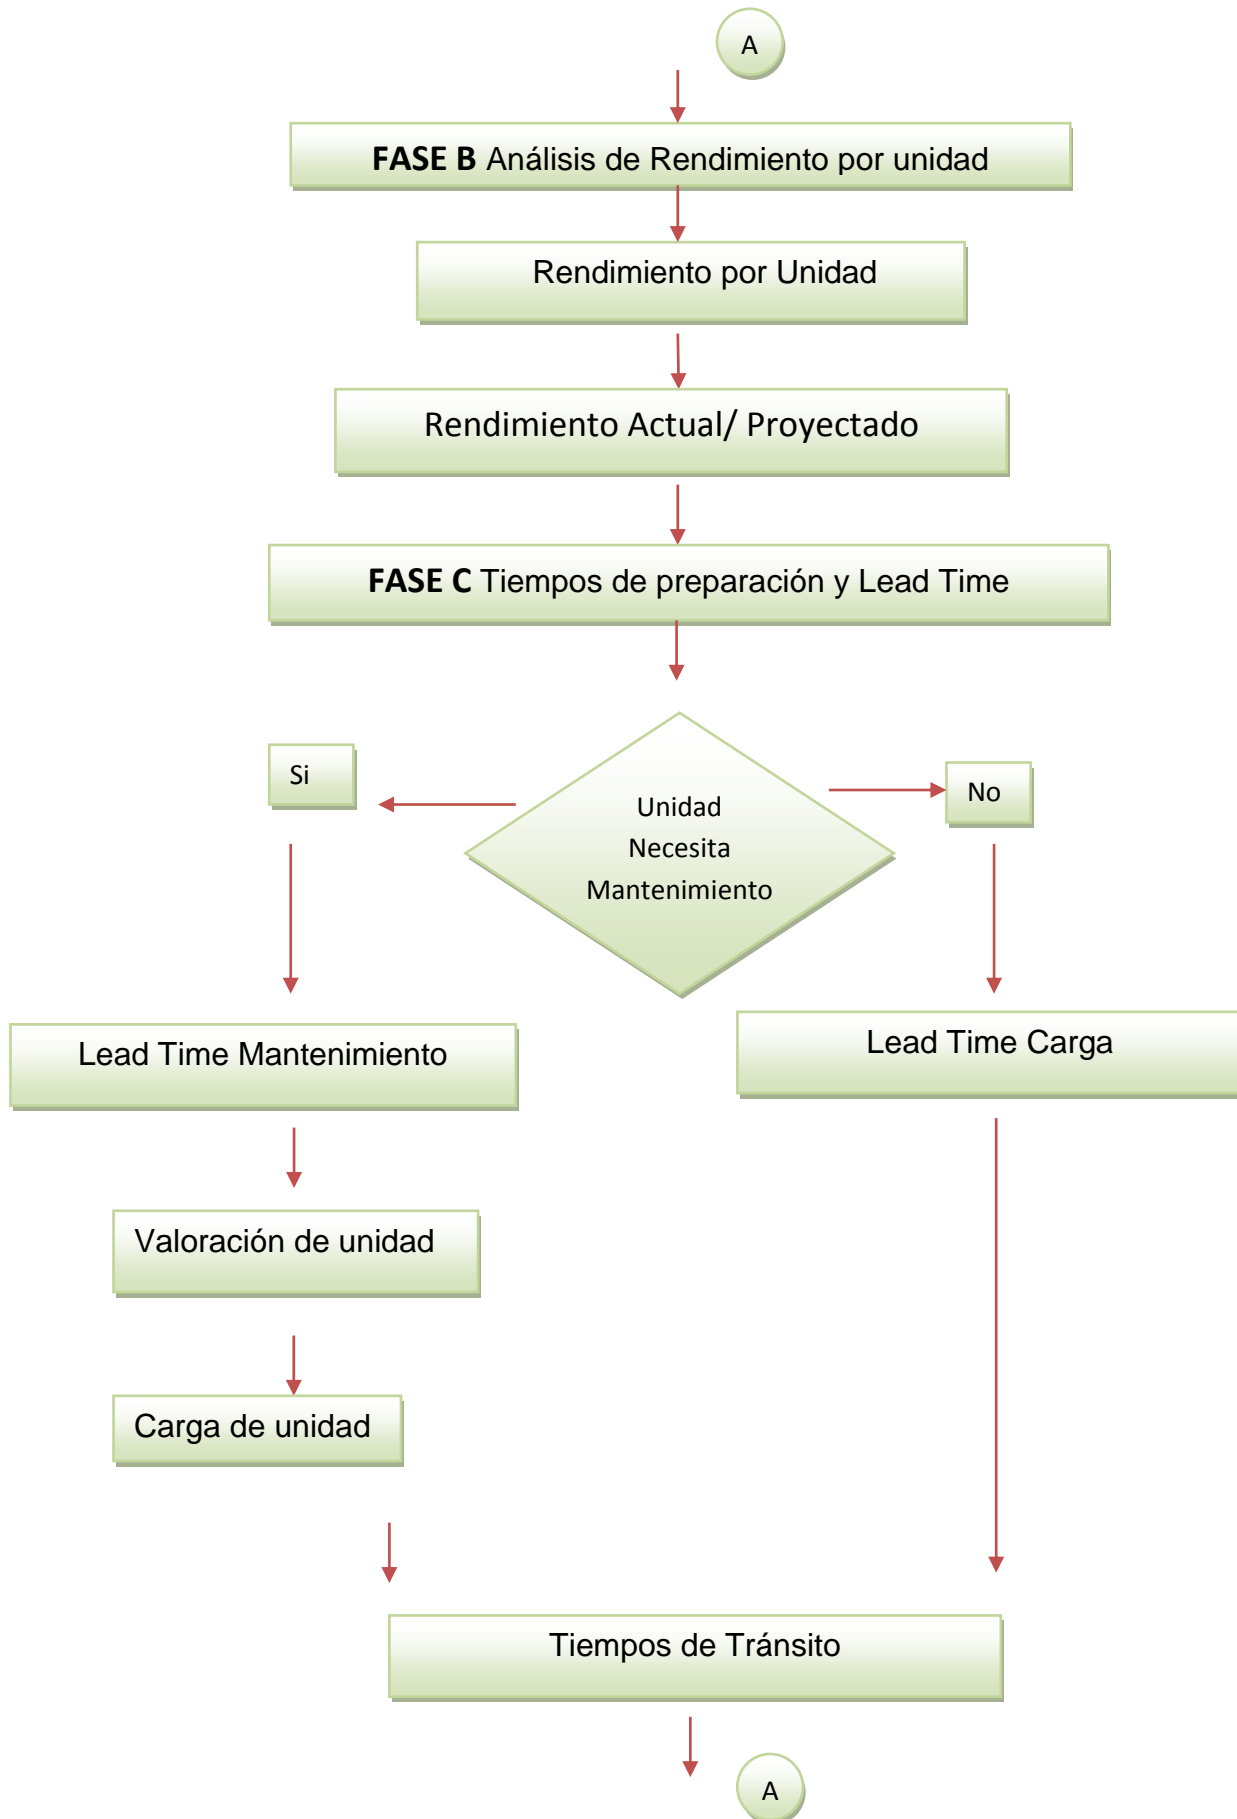 A
FASE B Análisis de Rendimiento por unidad
Rendimiento por Unidad
Rendimiento Actual/ Proyectado
FASE C Tiempos de preparación y Lead Time
Si
No
Unidad
Necesita
Mantenimiento
Lead Time Mantenimiento
Lead Time Carga
Valoración de unidad
Carga de unidad
Tiempos de Tránsito
A